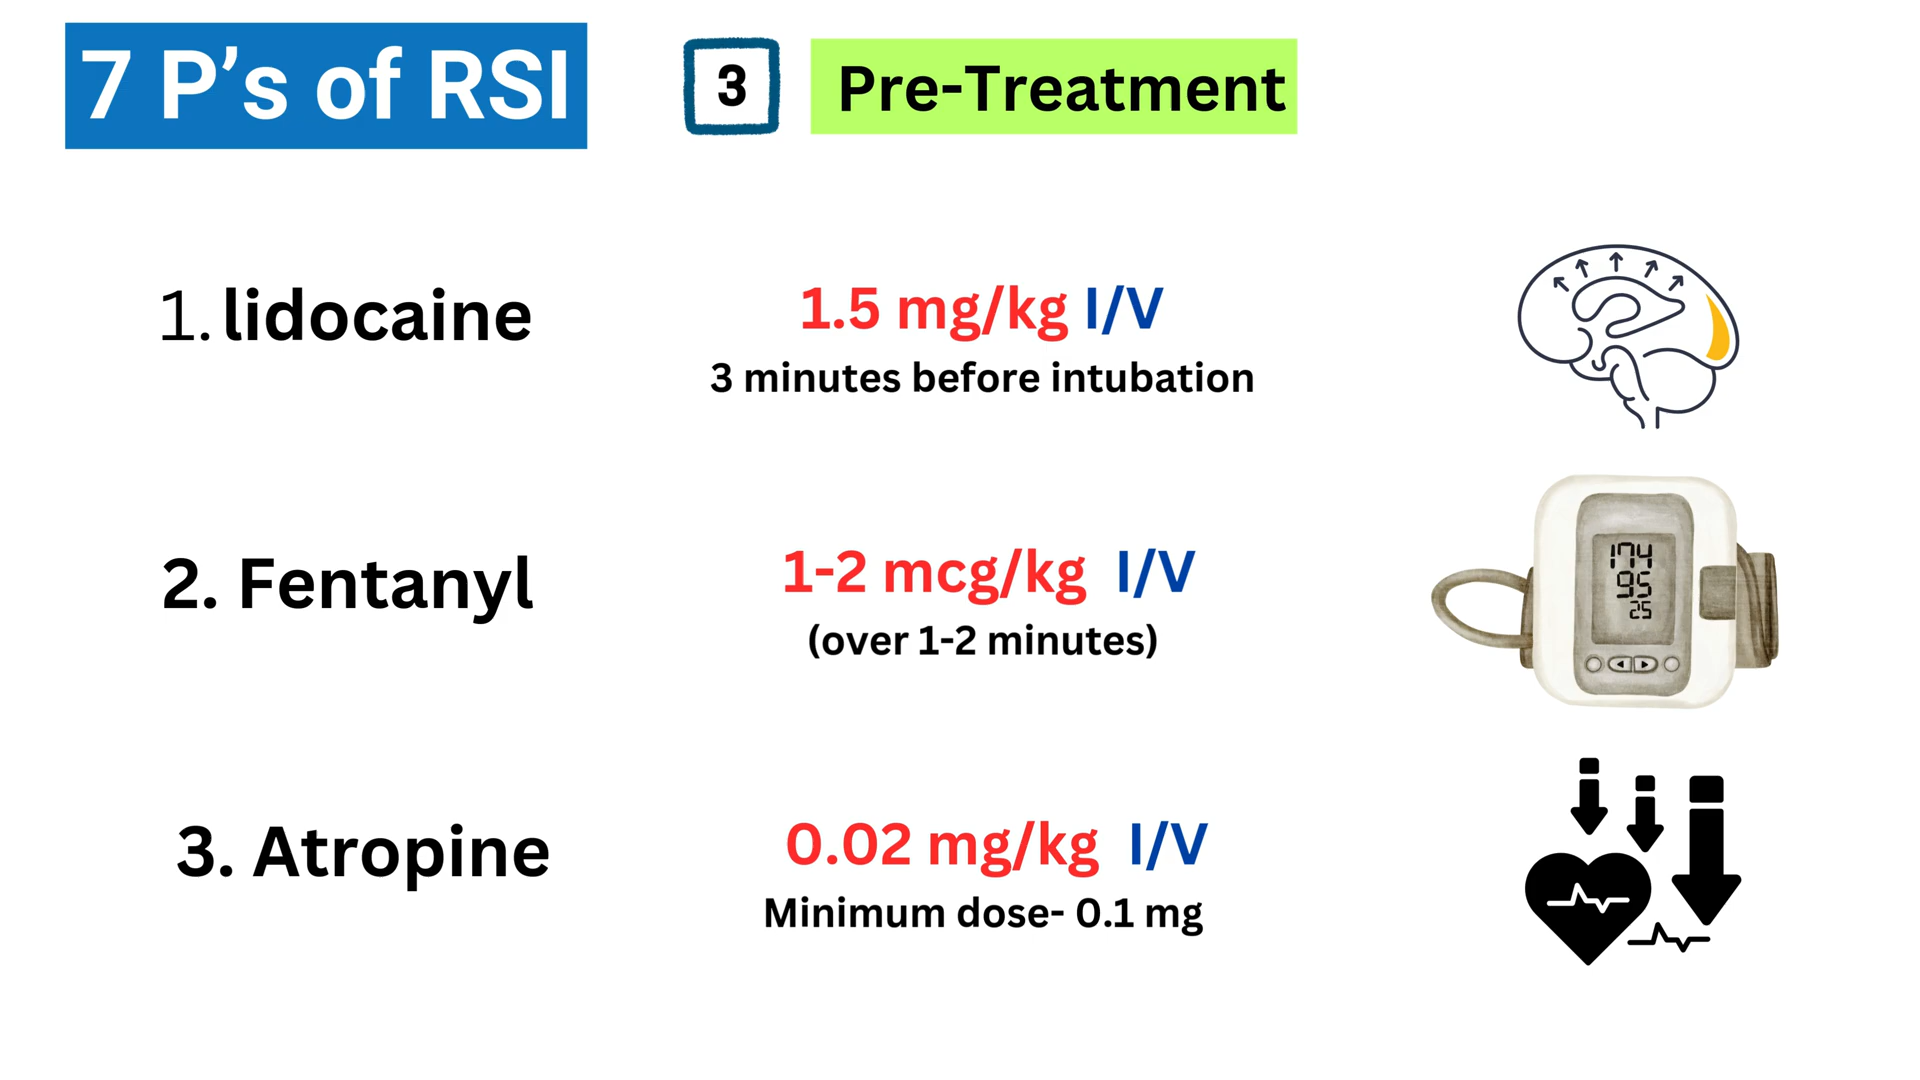 7 P’s of RSI
3
Pre-Treatment
1. lidocaine
1.5 mg/kg I/V
3 minutes before intubation
2. Fentanyl
1-2 mcg/kg I/V
(over 1-2 minutes)
174
95
25
3. Atropine
0.02 mg/kg I/V
Minimum dose- 0.1 mg